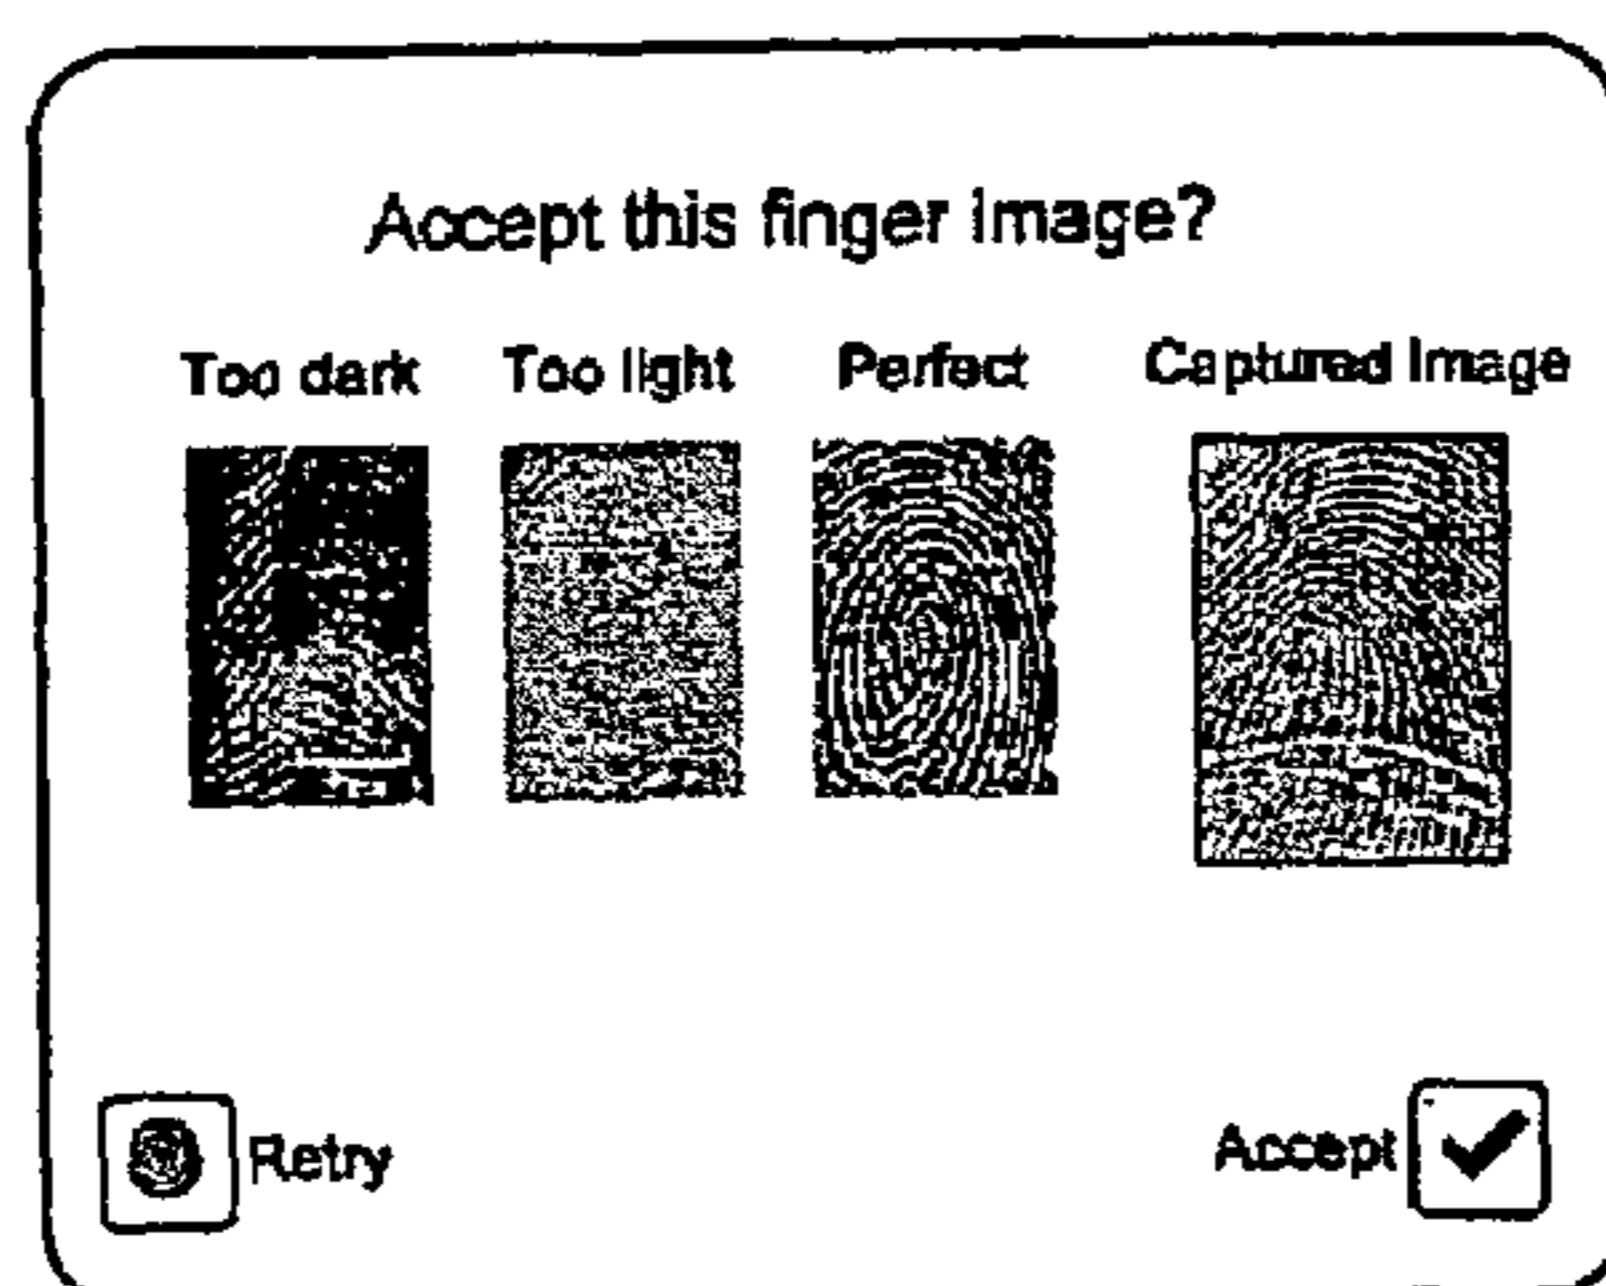 Accept this finger image?
Too dark Too light Perfect Captured Image
Retry Accept